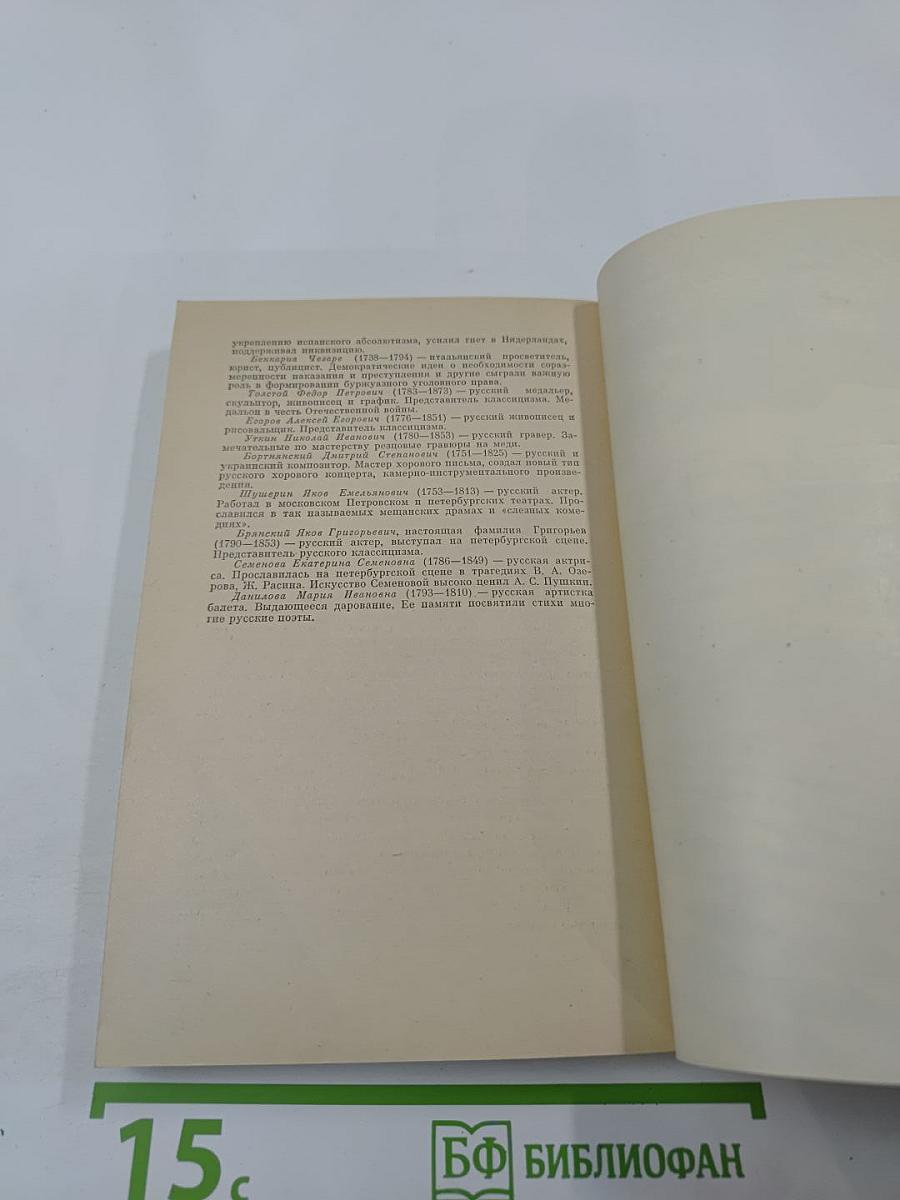 укреплению испанского абсолютизма, усилил гнет в Нидерландах,
поддерживал инквизицию.
Беккариа Чезаре (1738—1794) — итальянский просветитель,
юрист, публицист. Демократические идеи о необходимости сораз-
мерности наказания и преступления и другие сыграли важную
роль в формировании буржуазного уголовного права.
Толстой Федор Петрович (1783—1873) — русский медальер,
скульптор, живописец и график. Представитель классицизма. Ме-
дальон в честь Отечественной войны.
Егоров Алексей Егорович (1776—1851) — русский живописец и
рисовальщик. Представитель классицизма.
Уткин Николай Иванович (1780—1853) — русский гравер. За-
мечательные по мастерству резцовые гравюры на меди.
Бортнянский Дмитрий Степанович (1751—1825) — русский и
украинский композитор. Мастер хорового письма, создал новый тип
русского хорового концерта, камерно-инструментального произве-
дения.
Шушерин Яков Емельянович (1753—1813) — русский актер.
Работал в московском Петровском и петербургских театрах. Про-
славился в так называемых мещанских драмах и «слезных коме-
диях».
Брянский Яков Григорьевич, настоящая фамилия Григорьев
(1790—1853) — русский актер, выступал на петербургской сцене.
Представитель русского классицизма.
Семенова Екатерина Семеновна (1786—1849) — русская актри-
са. Прославилась на петербургской сцене в трагедиях В. А. Озе-
рова, Ж. Расина. Искусство Семеновой высоко ценил А. С. Пушкин.
Данилова Мария Ивановна (1793—1810) — русская артистка
балета. Выдающееся дарование. Ее памяти посвятили стихи мно-
гие русские поэты.
15 с
БФ БИБЛИОФАН